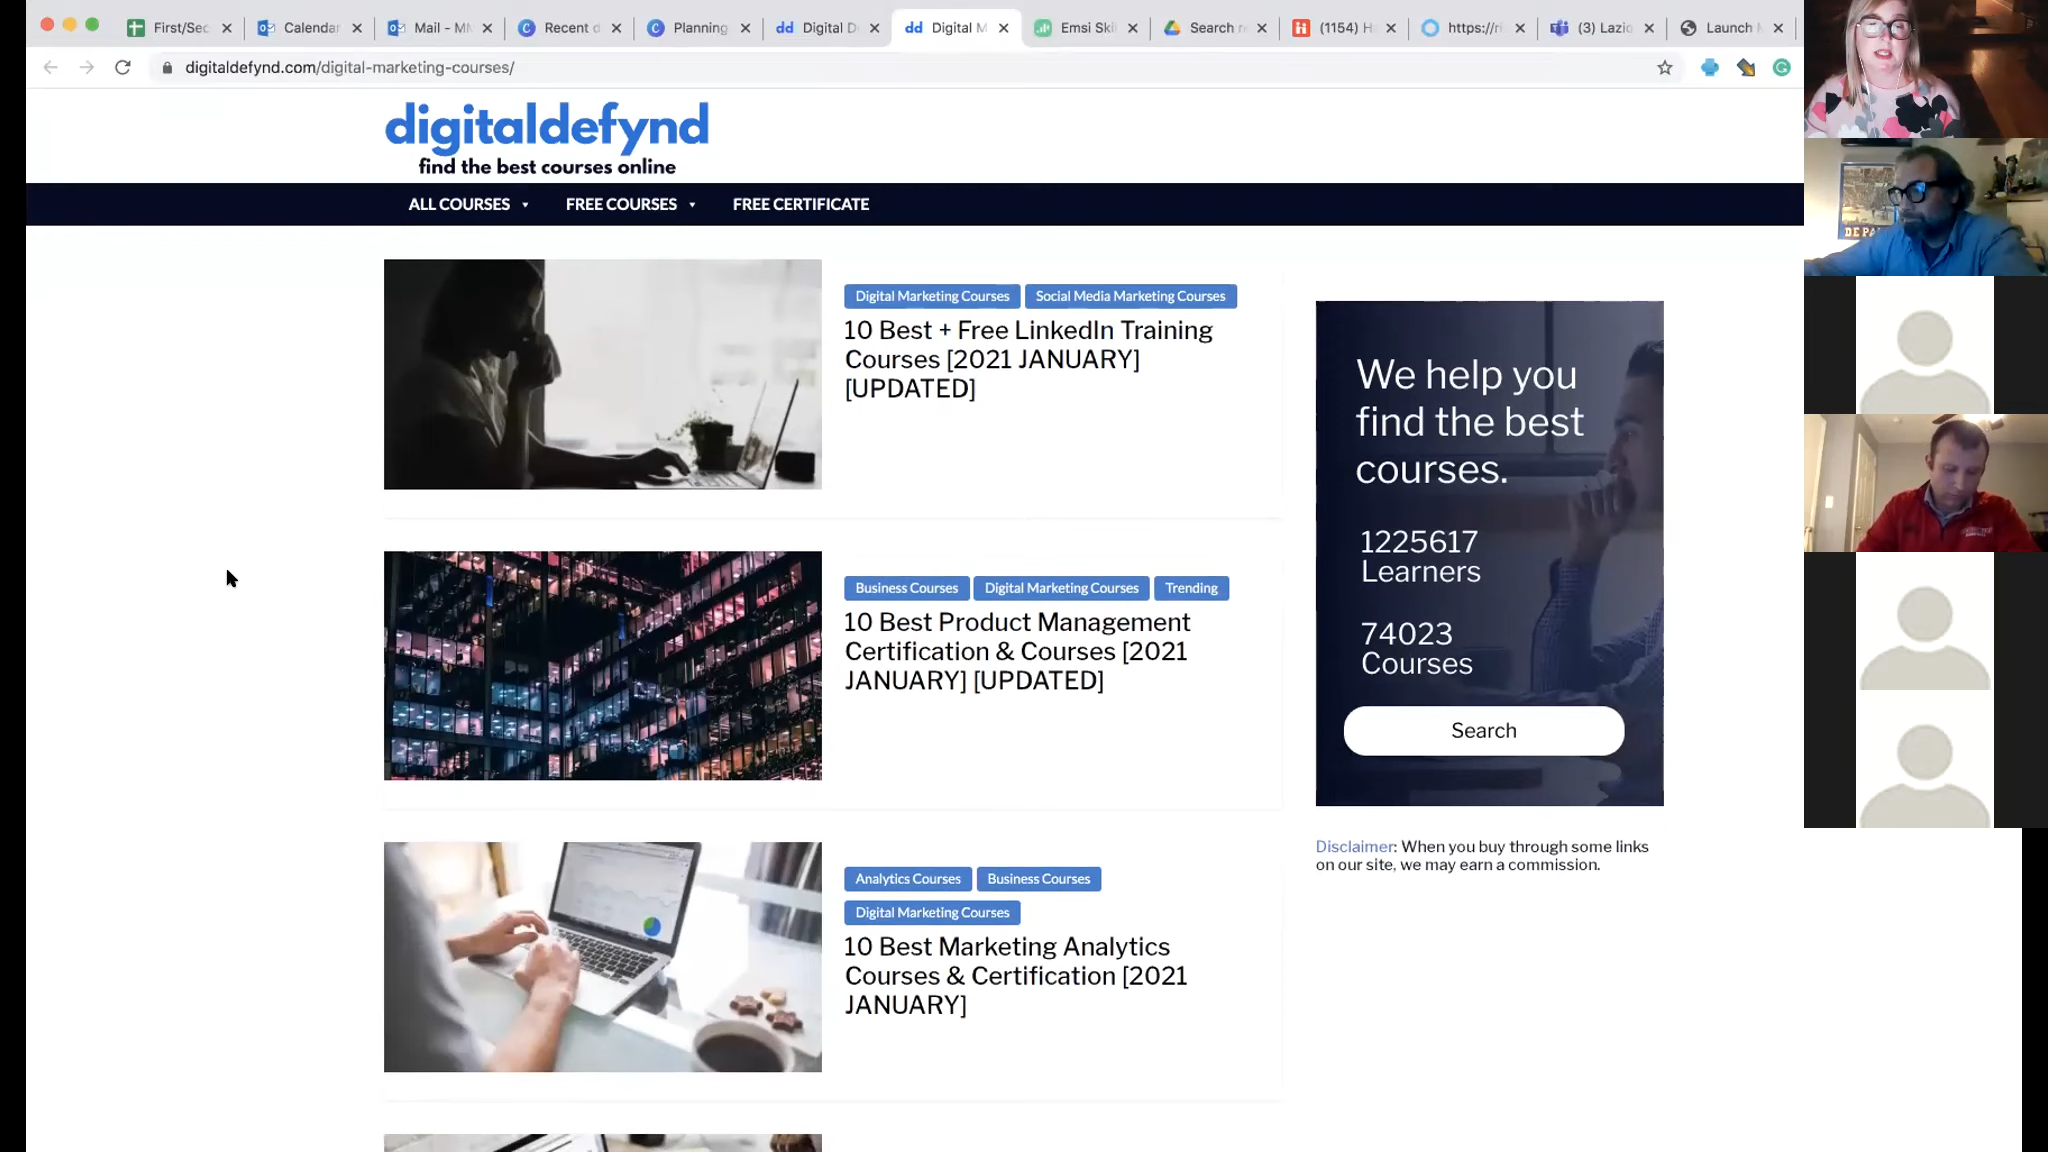 First/Sec
Calendar
Mail - MM
Recent d
Planning
Digital D
Digital M
Emsi Skil
Search r
(1154) H
https://ri
(3) Lazio
Launch
digitaldefynd.com/digital-marketing-courses/
digitaldefynd
find the best courses online
ALL COURSES
FREE COURSES
FREE CERTIFICATE
Digital Marketing Courses
Social Media Marketing Courses
10 Best + Free LinkedIn Training
Courses [2021 JANUARY]
[UPDATED]
Business Courses
Digital Marketing Courses
Trending
10 Best Product Management
Certification & Courses [2021
JANUARY] [UPDATED]
Analytics Courses
Business Courses
Digital Marketing Courses
10 Best Marketing Analytics
Courses & Certification [2021
JANUARY]
We help you
find the best
courses.
1225617
Learners
74023
Courses
Search
Disclaimer: When you buy through some links
on our site, we may earn a commission.
DE PA